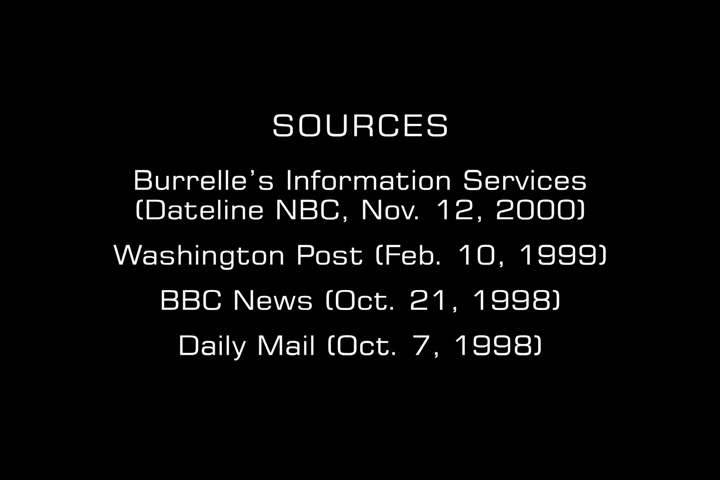 SOURCES
Burrelle’s Information Services
(Dateline NBC, Nov. 12, 2000)
Washington Post (Feb. 10, 1999)
BBC News (Oct. 21, 1998)
Daily Mail (Oct. 7, 1998)